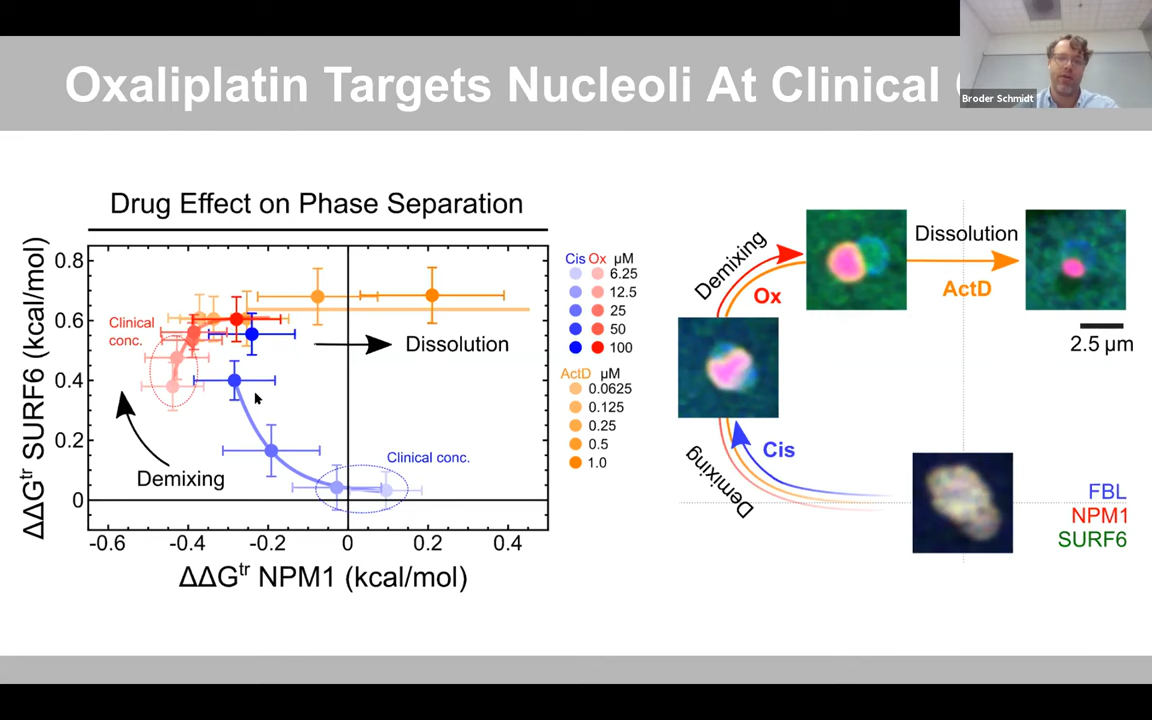 Oxaliplatin Targets Nucleoli At Clinical
Broder Schmidt
Drug Effect on Phase Separation
ΔΔGtr SURF6 (kcal/mol)
0.8
0.6
0.4
0.2
0
-0.6 -0.4 -0.2 0 0.2 0.4
ΔΔGtr NPM1 (kcal/mol)
Clinical
conc.
Dissolution
Demixing
Clinical conc.
Cis Ox µM
6.25
12.5
25
50
100
ActD µM
0.0625
0.125
0.25
0.5
1.0
Demixing
Ox
Dissolution
ActD
2.5 µm
Cis
Demixing
FBL
NPM1
SURF6